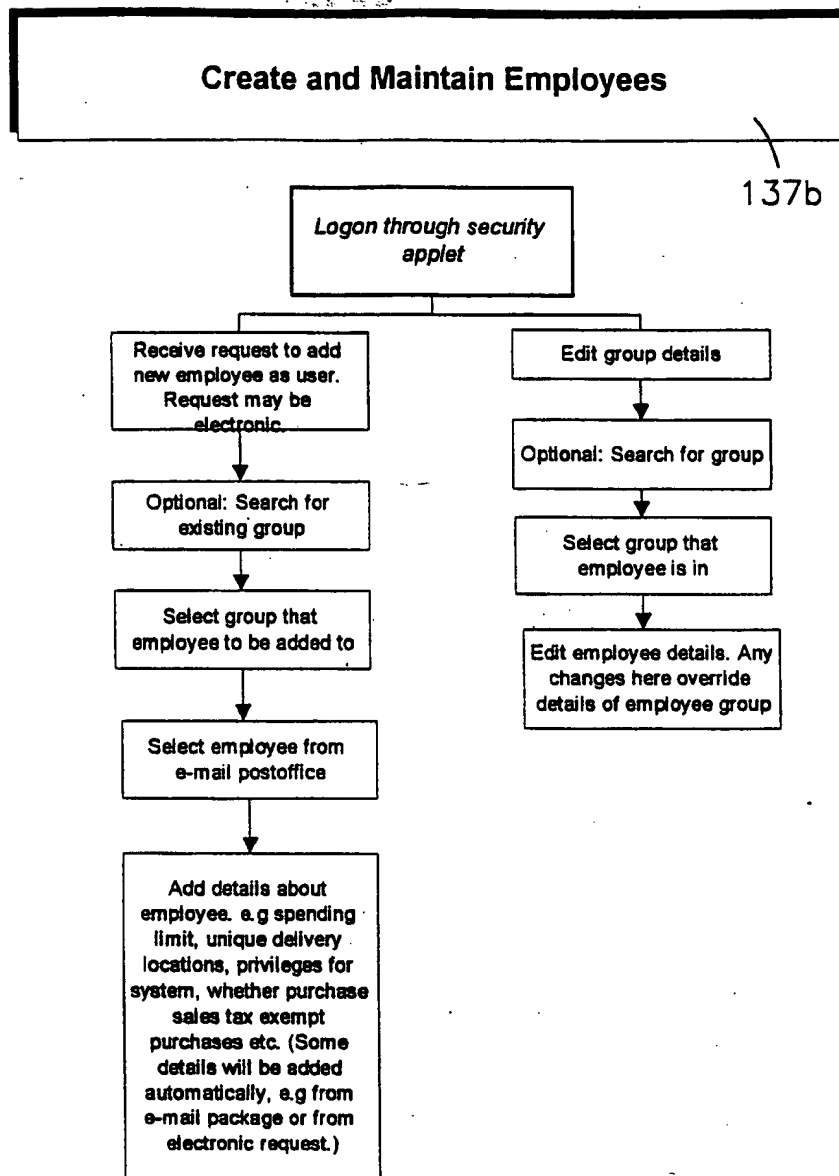 Create and Maintain Employees
137b
Logon through security
applet
Receive request to add
new employee as user.
Request may be
electronic.
Optional: Search for
existing group
Select group that
employee to be added to
Select employee from
e-mail postoffice
Add details about
employee. e.g spending
limit, unique delivery
locations, privileges for
system, whether purchase
sales tax exempt
purchases etc. (Some
details will be added
automatically, e.g from
e-mail package or from
electronic request.)
Edit group details
Optional: Search for group
Select group that
employee is in
Edit employee details. Any
changes here override
details of employee group